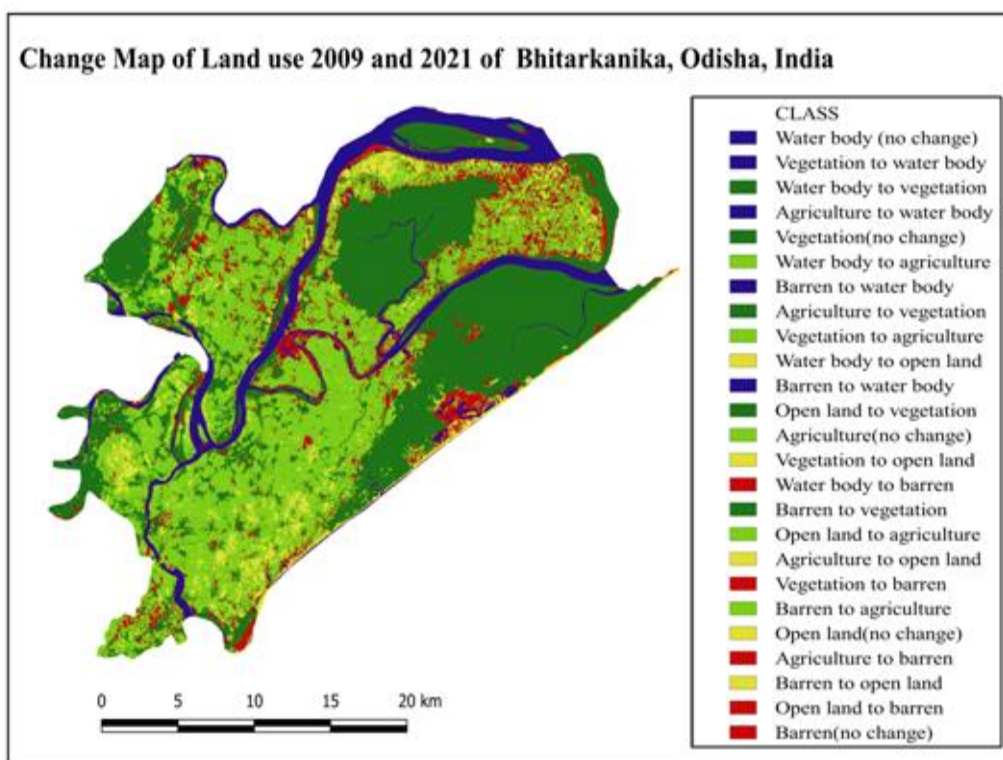 Change Map of Land use 2009 and 2021 of Bhitarkanika, Odisha, India
CLASS
Water body (no change)
Vegetation to water body
Water body to vegetation
Agriculture to water body
Vegetation(no change)
Water body to agriculture
Barren to water body
Agriculture to vegetation
Vegetation to agriculture
Water body to open land
Barren to water body
Open land to vegetation
Agriculture(no change)
Vegetation to open land
Water body to barren
Barren to vegetation
Open land to agriculture
Agriculture to open land
Vegetation to barren
Barren to agriculture
Open land(no change)
Agriculture to barren
Barren to open land
Open land to barren
Barren(no change)
0 5 10 15 20 km